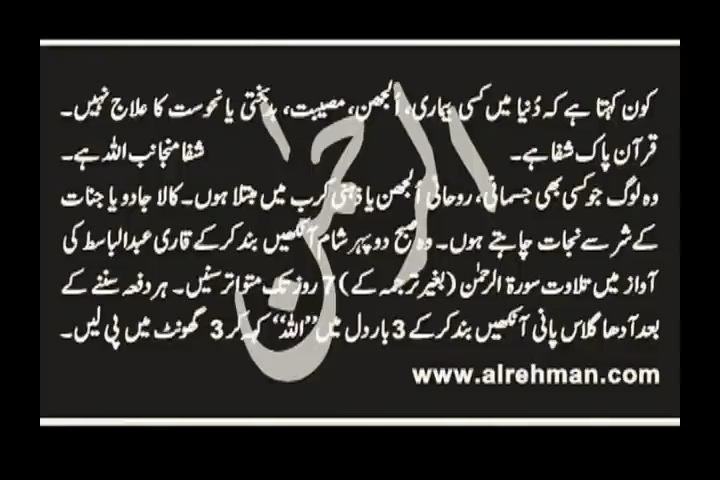 کون کہتا ہے کہ دُنیا میں کسی بیماری، اُلجھن، مصیبت، بدبختی یا نحوست کا علاج نہیں۔
قرآن پاک شفا ہے۔ شفا منجانب اللہ ہے۔
وہ لوگ جو کسی بھی جسمانی، روحانی اُلجھن یا ذہنی کرب میں مبتلا ہوں۔ کالا جادو یا جنات
کے شر سے نجات چاہتے ہوں۔ وہ صبح دوپہر شام آنکھیں بند کر کے قاری عبدالباسط کی
آواز میں تلاوت سورۃ الرحمٰن (بغیر ترجمہ کے) 7 روز تک متواتر سنیں۔ ہر دفعہ سننے کے
بعد آدھا گلاس پانی آنکھیں بند کر کے 3 بار دل میں ”اللہ“ کہہ کر 3 گھونٹ میں پی لیں۔
www.alrehman.com
الرحمٰن